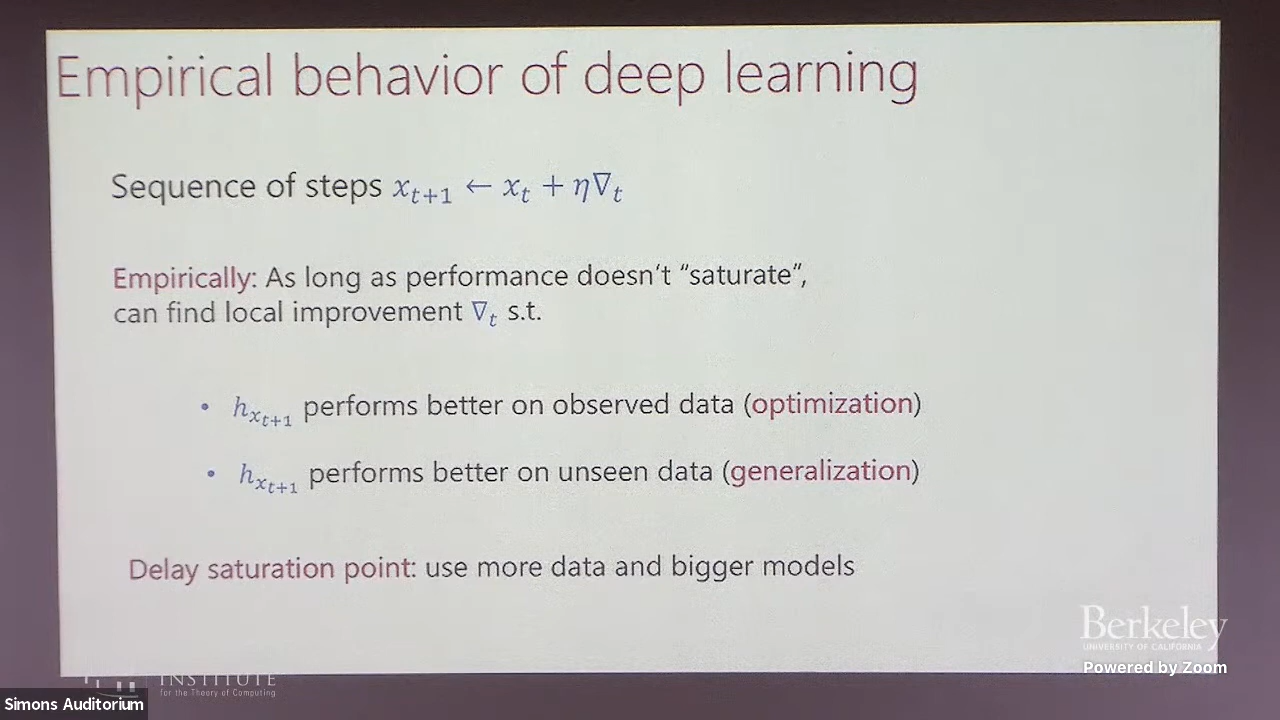 Empirical behavior of deep learning
Sequence of steps x_{t+1} ← x_t + η∇_t
Empirically: As long as performance doesn't "saturate",
can find local improvement ∇_t s.t.
• h_{x_{t+1}} performs better on observed data (optimization)
• h_{x_{t+1}} performs better on unseen data (generalization)
Delay saturation point: use more data and bigger models
Berkeley
UNIVERSITY OF CALIFORNIA
Powered by Zoom
INSTITUTE
for the Theory of Computing
Simons Auditorium